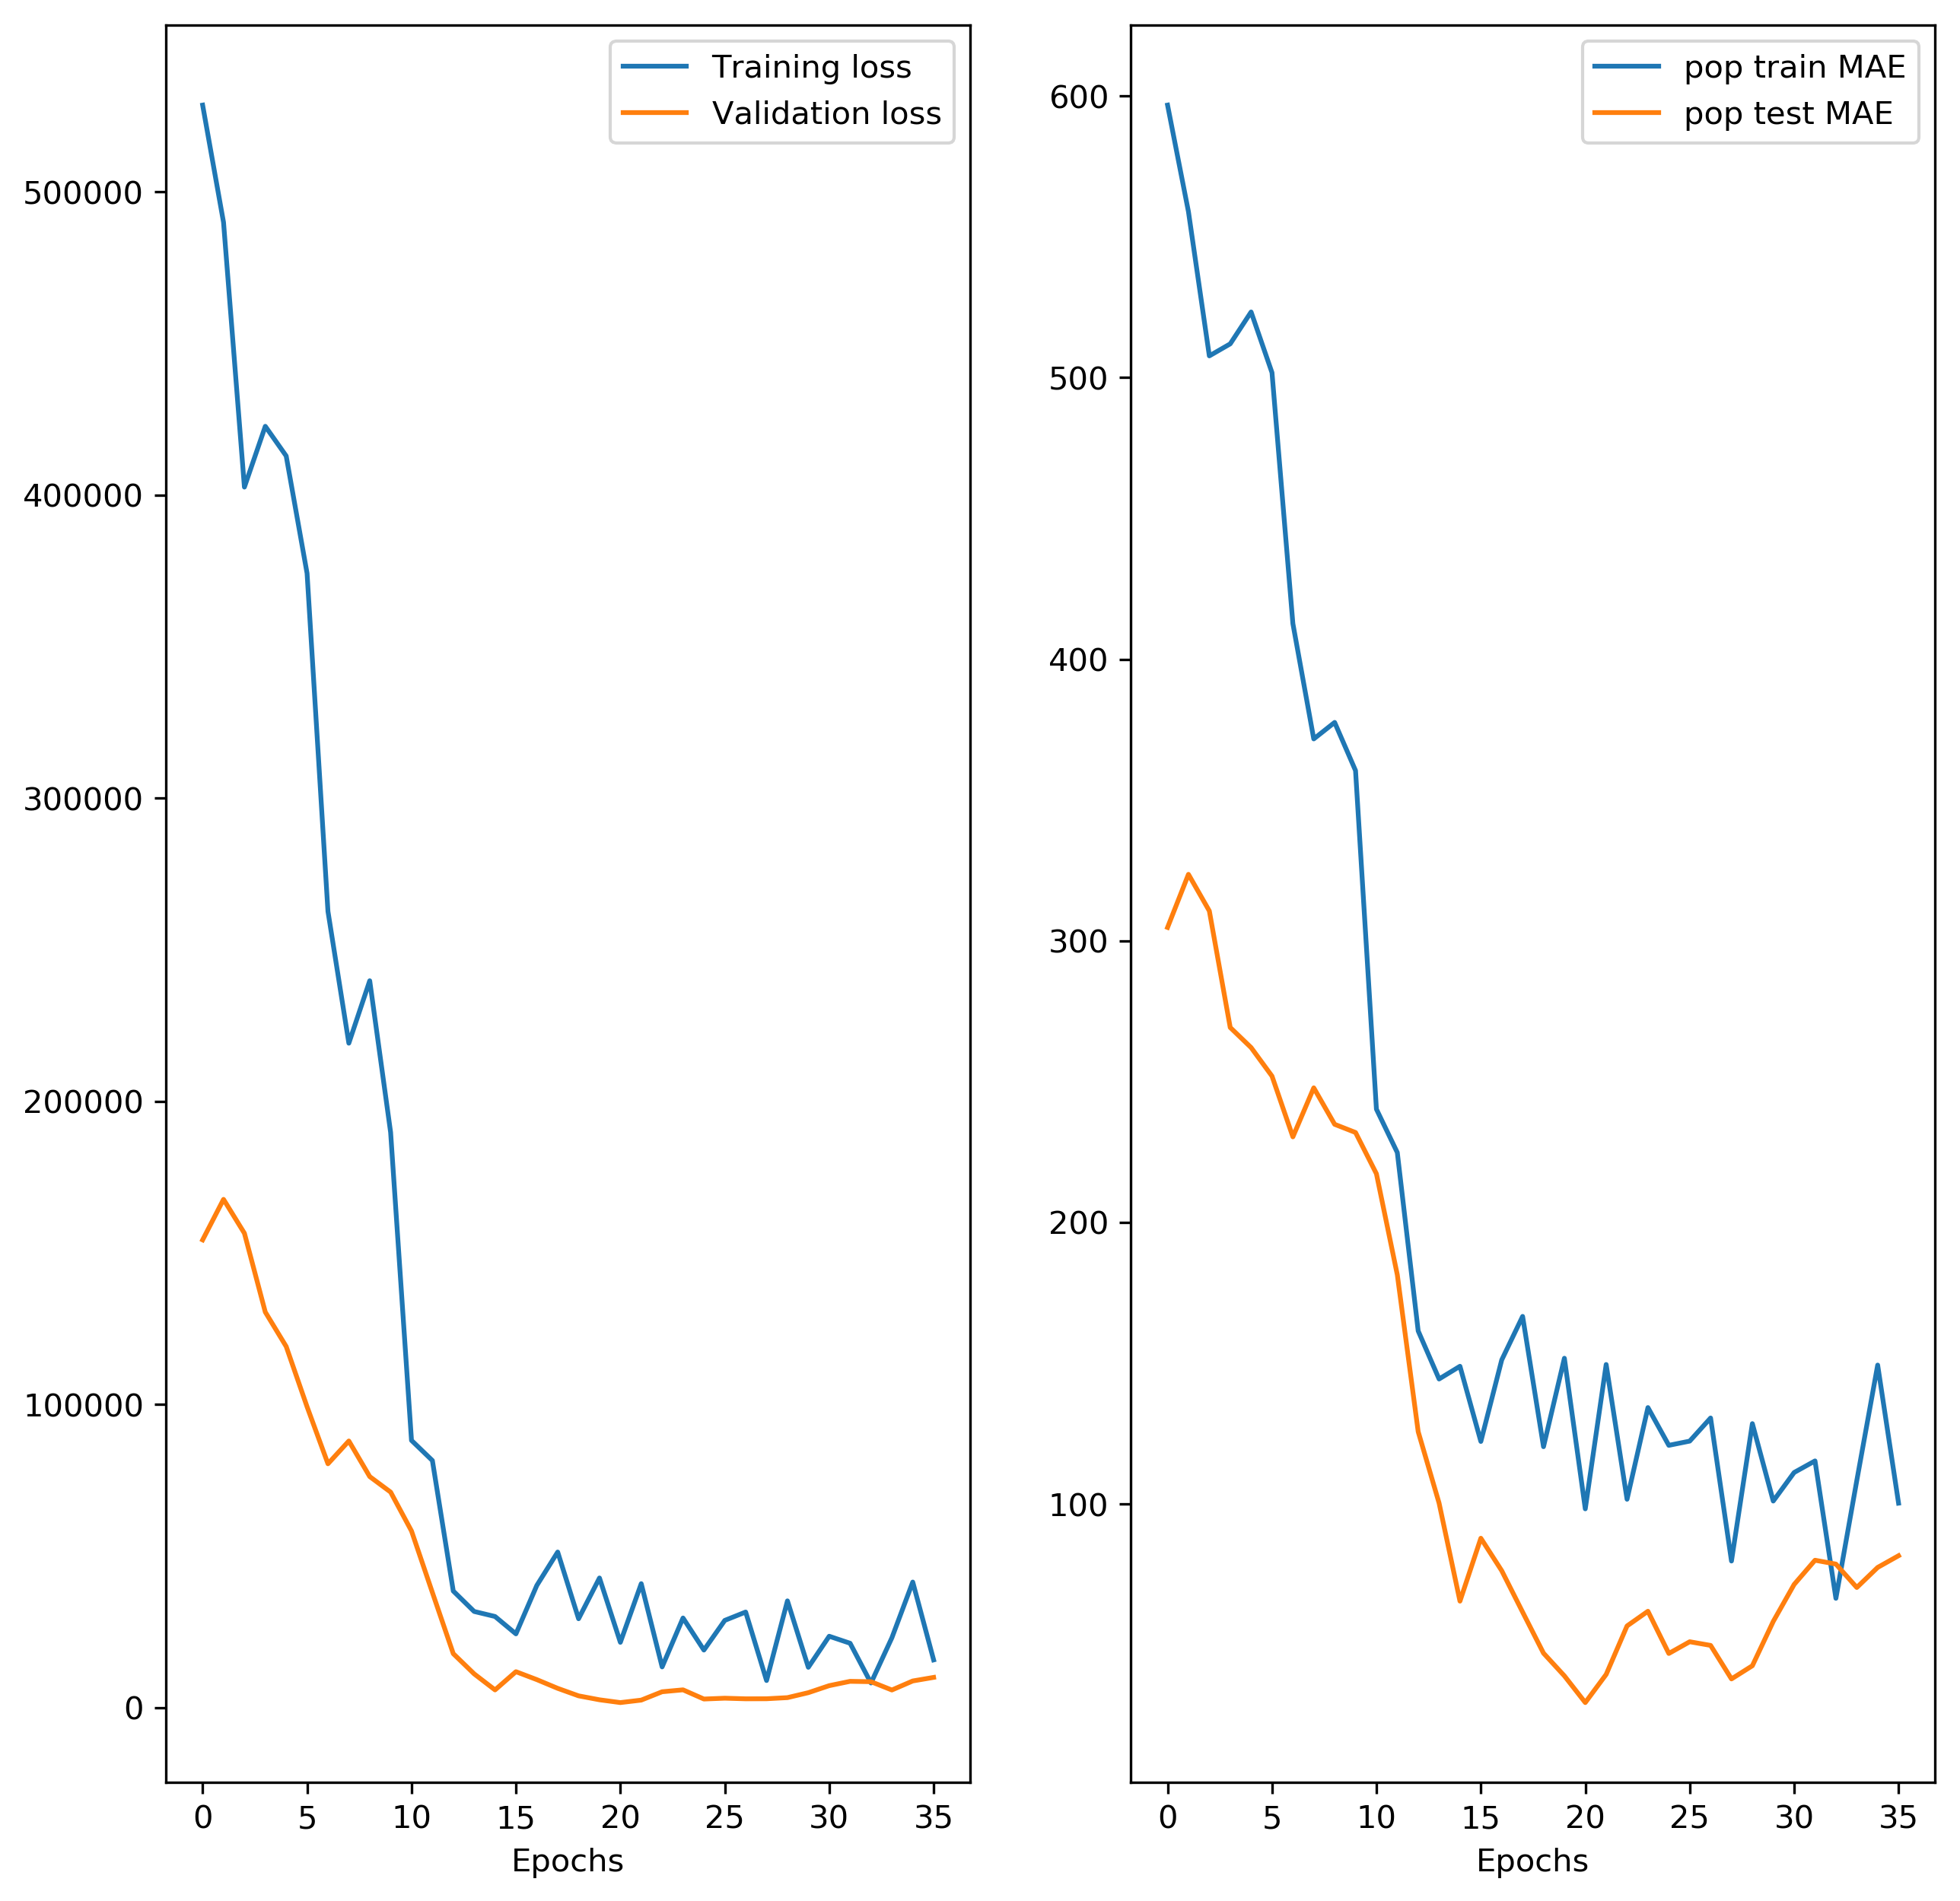 Training loss
Validation loss
500000
400000
300000
200000
100000
0
0 5 10 15 20 25 30 35
Epochs
pop train MAE
pop test MAE
600
500
400
300
200
100
0 5 10 15 20 25 30 35
Epochs